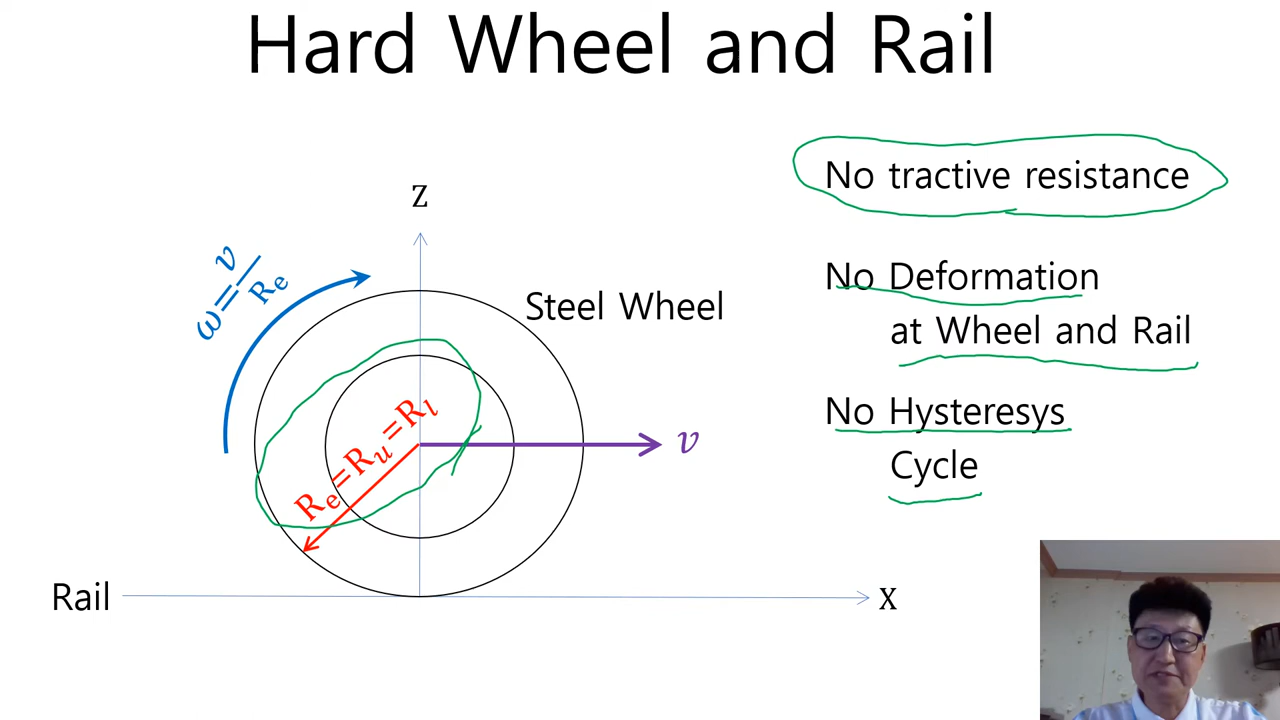 Hard Wheel and Rail
No tractive resistance
Z
ω=v/Rₑ
No Deformation
at Wheel and Rail
Steel Wheel
No Hysteresys
Cycle
Rₑ=Rᵤ=Rₗ
v
Rail
X